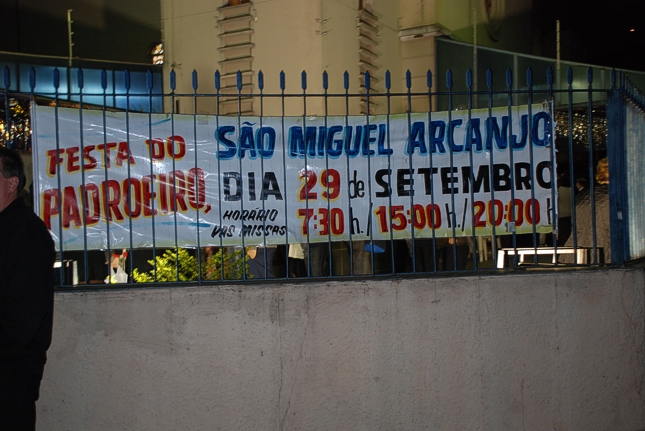 FESTA DO
PADROEIRO,
SÃO MIGUEL ARCANJO
DIA 29 de SETEMBRO
HORÁRIO
DAS MISSAS
7:30 h. / 15:00 h. / 20:00 h